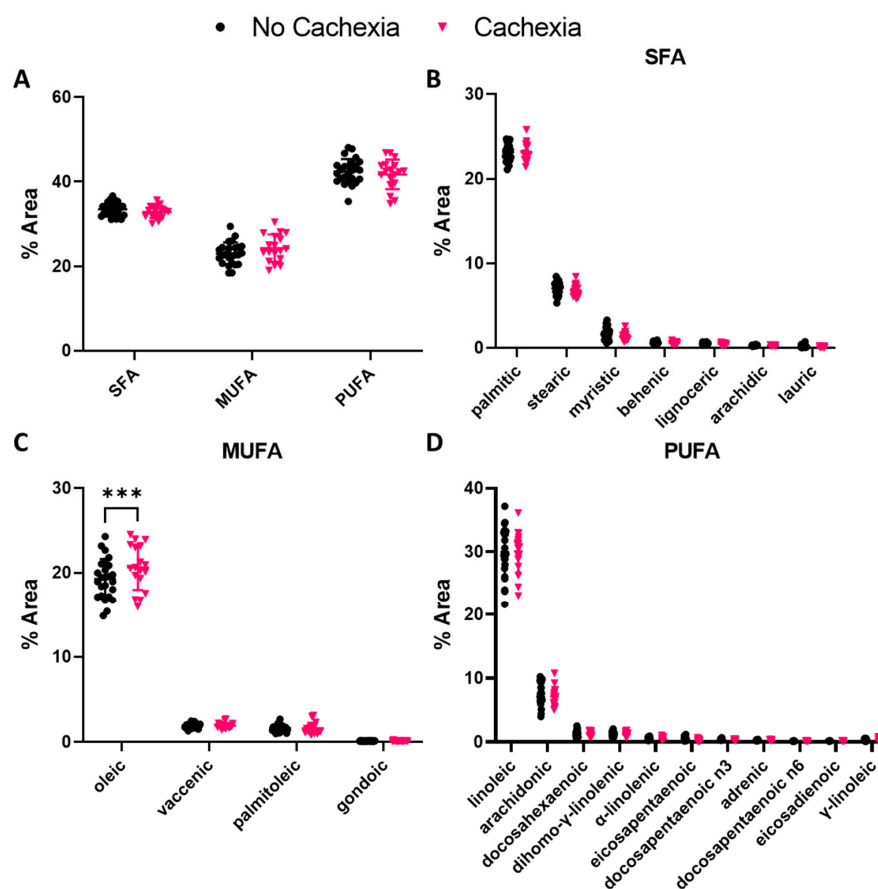 No Cachexia Cachexia
A
% Area
60
40
20
0
SFA
MUFA
PUFA
B
SFA
% Area
30
20
10
0
palmitic
stearic
myristic
behenic
lignoceric
arachidic
lauric
C
MUFA
% Area
30
20
10
0
***
oleic
vaccenic
palmitoleic
gondoic
D
PUFA
% Area
40
30
20
10
0
linoleic
arachidonic
docosahexaenoic
dihomo-γ-linolenic
α-linolenic
eicosapentaenoic
docosapentaenoic n3
adrenic
docosapentaenoic n6
eicosadienoic
γ-linoleic